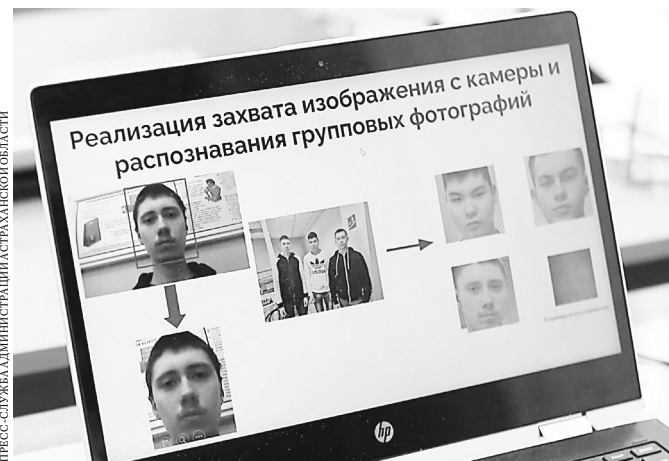 ПРЕСС-СЛУЖБА АДМИНИСТРАЦИИ АСТРАХАНСКОЙ ОБЛАСТИ
Реализация захвата изображения с камеры и
распознавания групповых фотографий
hp